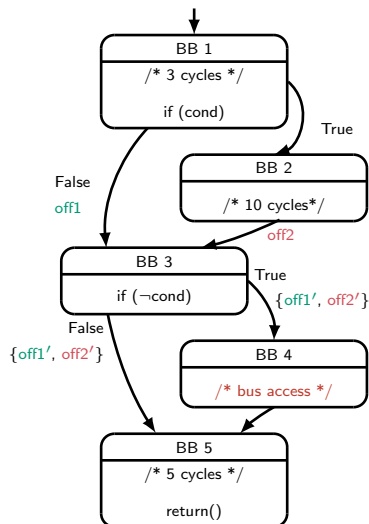 BB 1
/* 3 cycles */
if (cond)
True
BB 2
/* 10 cycles*/
False
off1
off2
BB 3
if (¬cond)
True
{off1′, off2′}
False
{off1′, off2′}
BB 4
/* bus access */
BB 5
/* 5 cycles */
return()